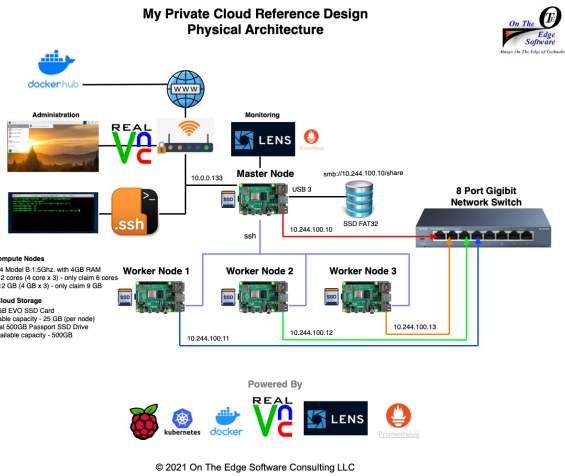 My Private Cloud Reference Design
Physical Architecture
On The
Edge
Software
Always On The Edge of Technology
dockerhub
WWW
Administration
REAL
Vnc
Monitoring
LENS
Prometheus
10.0.0.133
Master Node
smb://10.244.100.10/share
USB 3
8 Port Gigibit
Network Switch
>_
.ssh
SSD
SSD FAT32
ssh
10.244.100.10
ompute Nodes
4 Model B 1.5Ghz. with 4GB RAM
2 cores (4 core x 3) - only claim 6 cores
12 GB (4 GB x 3) - only claim 9 GB
Worker Node 1
Worker Node 2
Worker Node 3
SSD
SSD
SSD
loud Storage
GB EVO SSD Card
able capacity - 25 GB (per node)
al 500GB Passport SSD Drive
ailable capacity - 500GB
10.244.100.13
10.244.100.12
10.244.100.11
Powered By
kubernetes
docker
REAL
Vnc
LENS
Prometheus
© 2021 On The Edge Software Consulting LLC